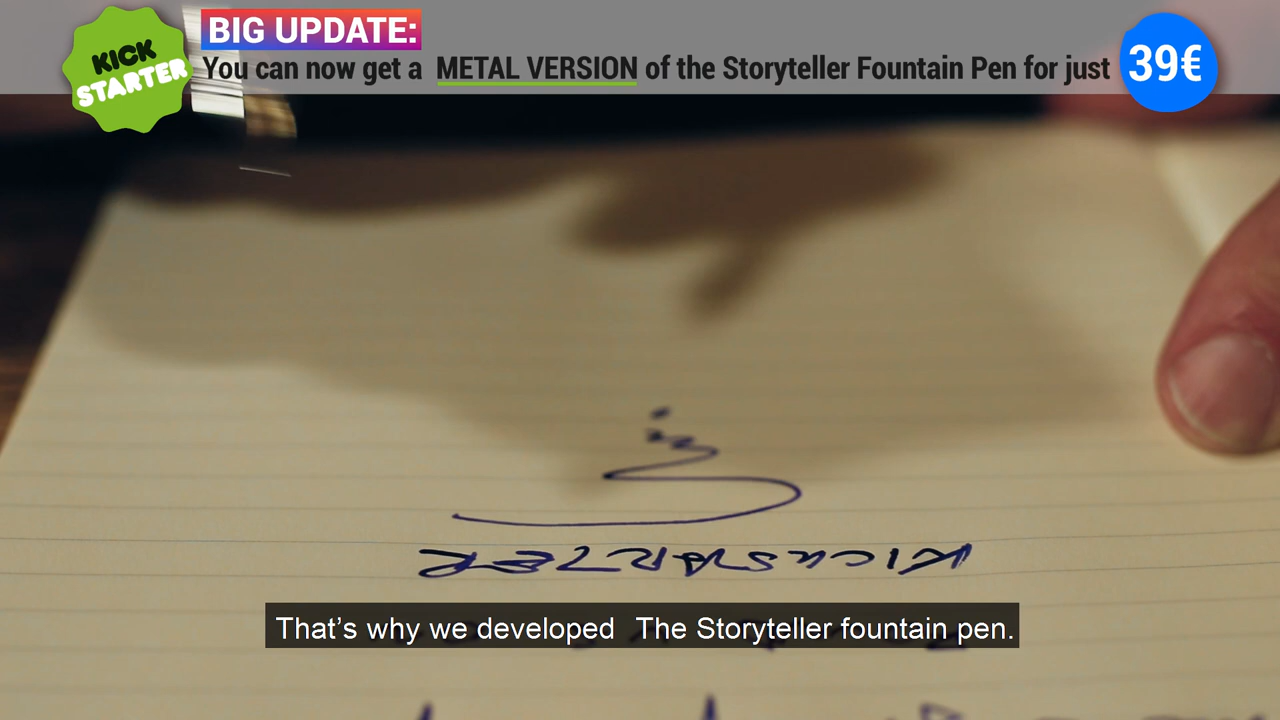 KICK
STARTER
BIG UPDATE:
You can now get a METAL VERSION of the Storyteller Fountain Pen for just
39€
KICKSTARTER
That’s why we developed The Storyteller fountain pen.